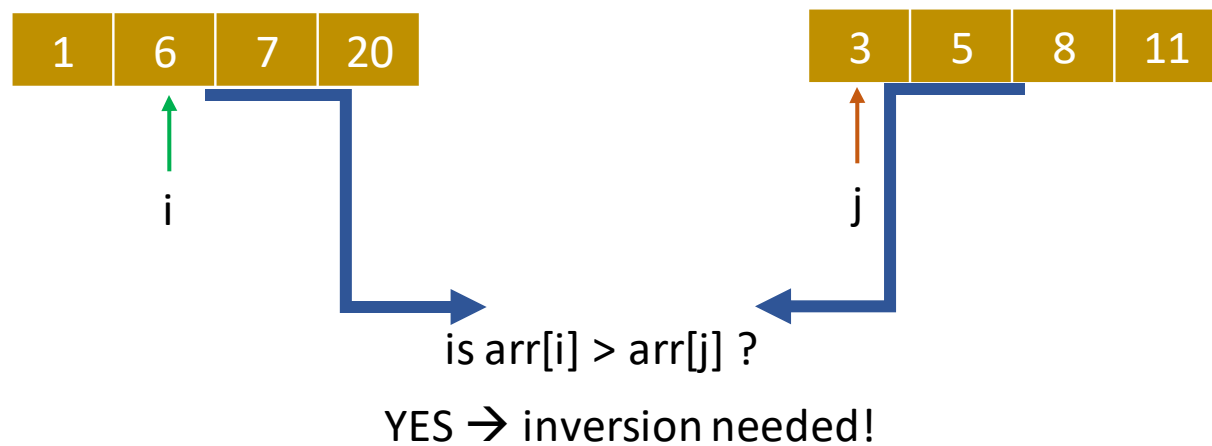 1 6 7 20 3 5 8 11
i j
is arr[i] > arr[j] ?
YES → inversion needed!